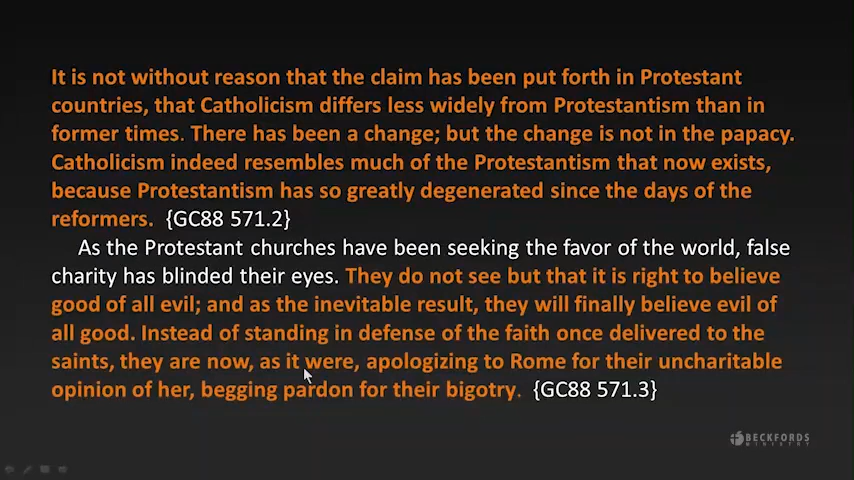 It is not without reason that the claim has been put forth in Protestant
countries, that Catholicism differs less widely from Protestantism than in
former times. There has been a change; but the change is not in the papacy.
Catholicism indeed resembles much of the Protestantism that now exists,
because Protestantism has so greatly degenerated since the days of the
reformers. {GC88 571.2}
As the Protestant churches have been seeking the favor of the world, false
charity has blinded their eyes. They do not see but that it is right to believe
good of all evil; and as the inevitable result, they will finally believe evil of
all good. Instead of standing in defense of the faith once delivered to the
saints, they are now, as it were, apologizing to Rome for their uncharitable
opinion of her, begging pardon for their bigotry. {GC88 571.3}
BECKFORDS
MINISTRY